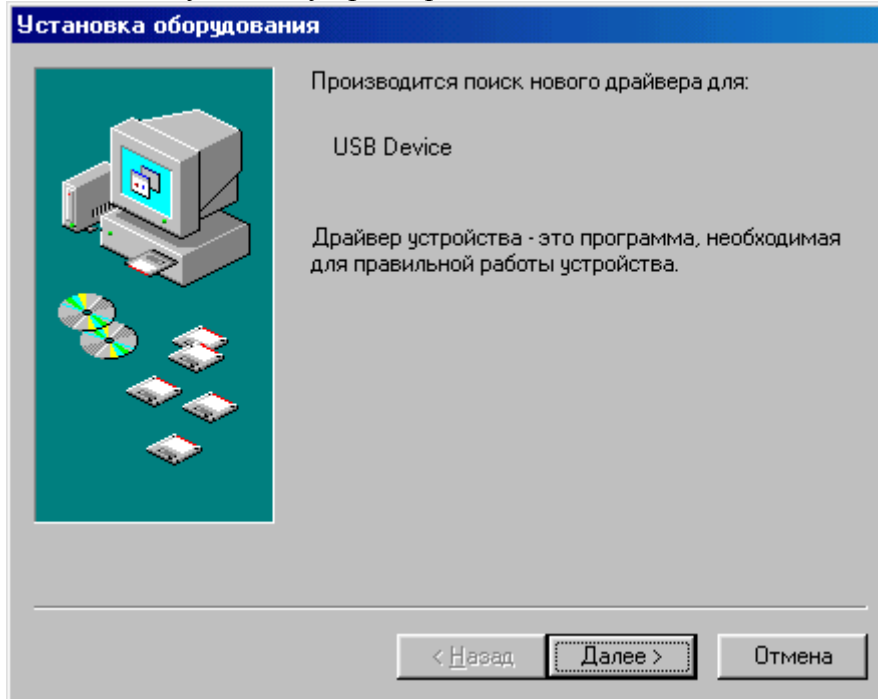 Установка оборудования
Производится поиск нового драйвера для:
USB Device
Драйвер устройства - это программа, необходимая
для правильной работы устройства.
< Назад
Далее >
Отмена